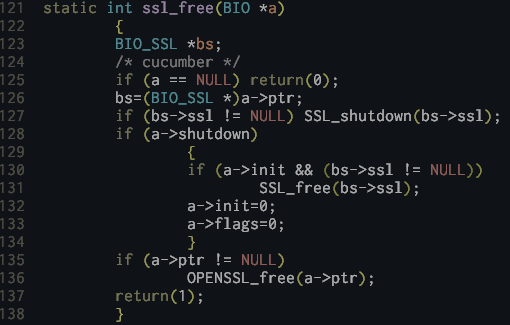 121 static int ssl_free(BIO *a)
122         {
123         BIO_SSL *bs;
124         /* cucumber */
125         if (a == NULL) return(0);
126         bs=(BIO_SSL *)a->ptr;
127         if (bs->ssl != NULL) SSL_shutdown(bs->ssl);
128         if (a->shutdown)
129                 {
130                 if (a->init && (bs->ssl != NULL))
131                         SSL_free(bs->ssl);
132                 a->init=0;
133                 a->flags=0;
134                 }
135         if (a->ptr != NULL)
136                 OPENSSL_free(a->ptr);
137         return(1);
138         }